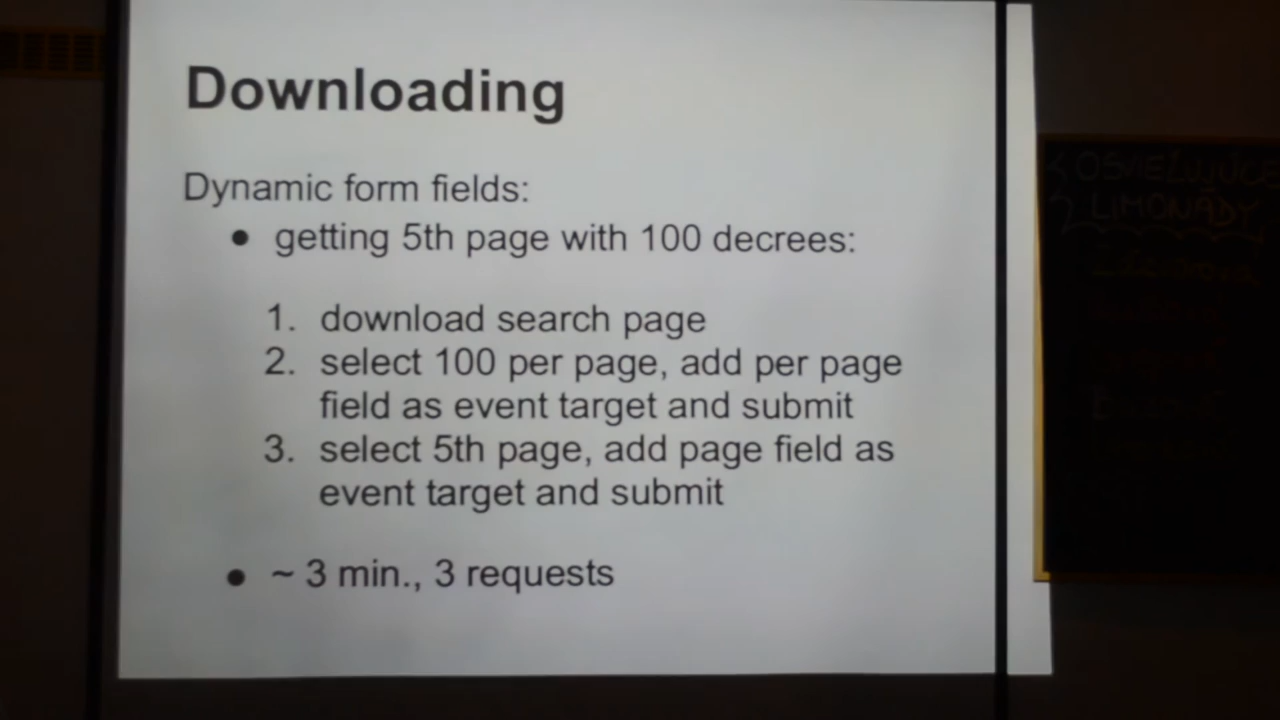 Downloading
Dynamic form fields:
● getting 5th page with 100 decrees:
1. download search page
2. select 100 per page, add per page
field as event target and submit
3. select 5th page, add page field as
event target and submit
● ~ 3 min., 3 requests
OSVIEŽUJÚCE
LIMONÁDY